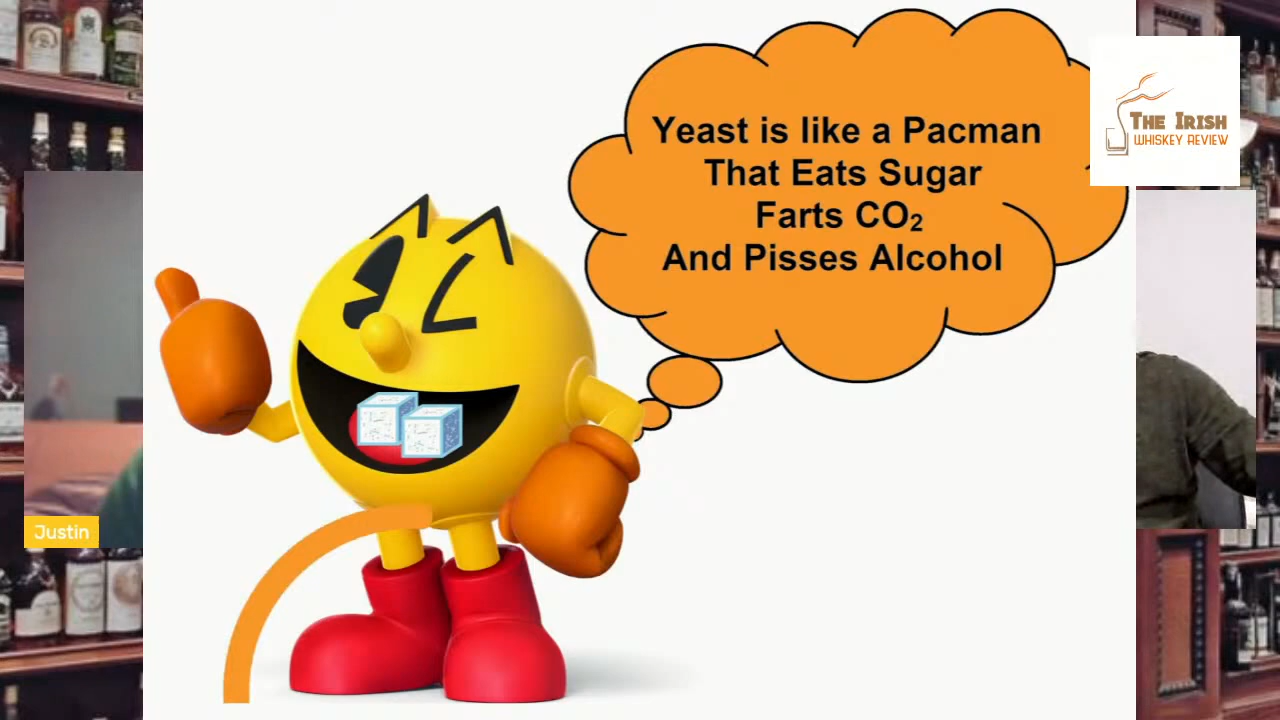 Yeast is like a Pacman
That Eats Sugar
Farts CO₂
And Pisses Alcohol
THE IRISH
WHISKEY REVIEW
Justin